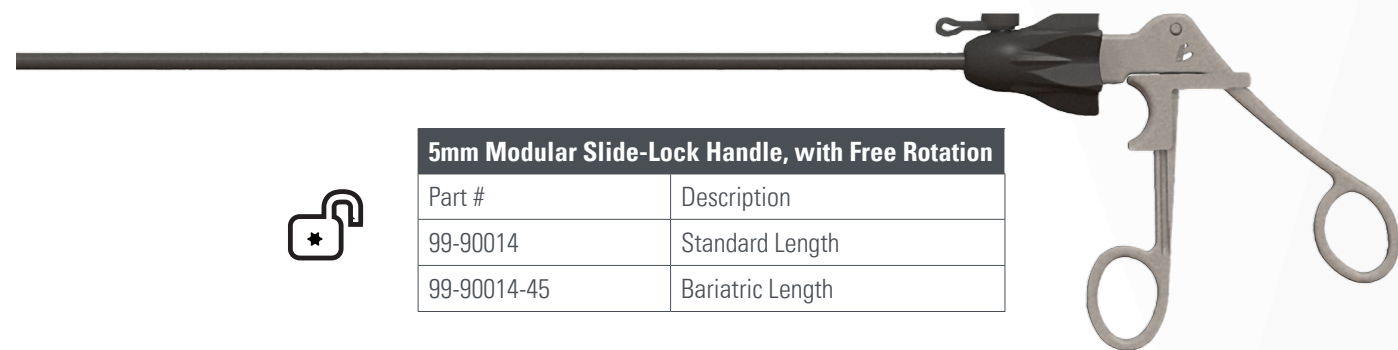 5mm Modular Slide-Lock Handle, with Free Rotation
Part # Description
99-90014 Standard Length
99-90014-45 Bariatric Length